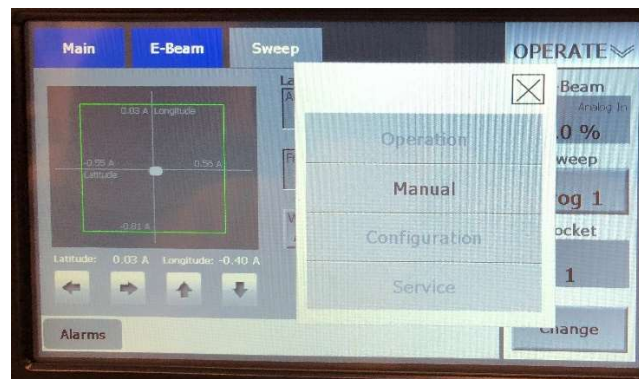 Main
E-Beam
Sweep
OPERATE
La
A
0.03 A Longitude
-0.55 A
0.56 A
Latitude
-0.81 A
Latitude: 0.03 A Longitude: -0.40 A
Alarms
Operation
Manual
Configuration
Service
-Beam
Analog In
.0 %
weep
og 1
ocket
1
Change